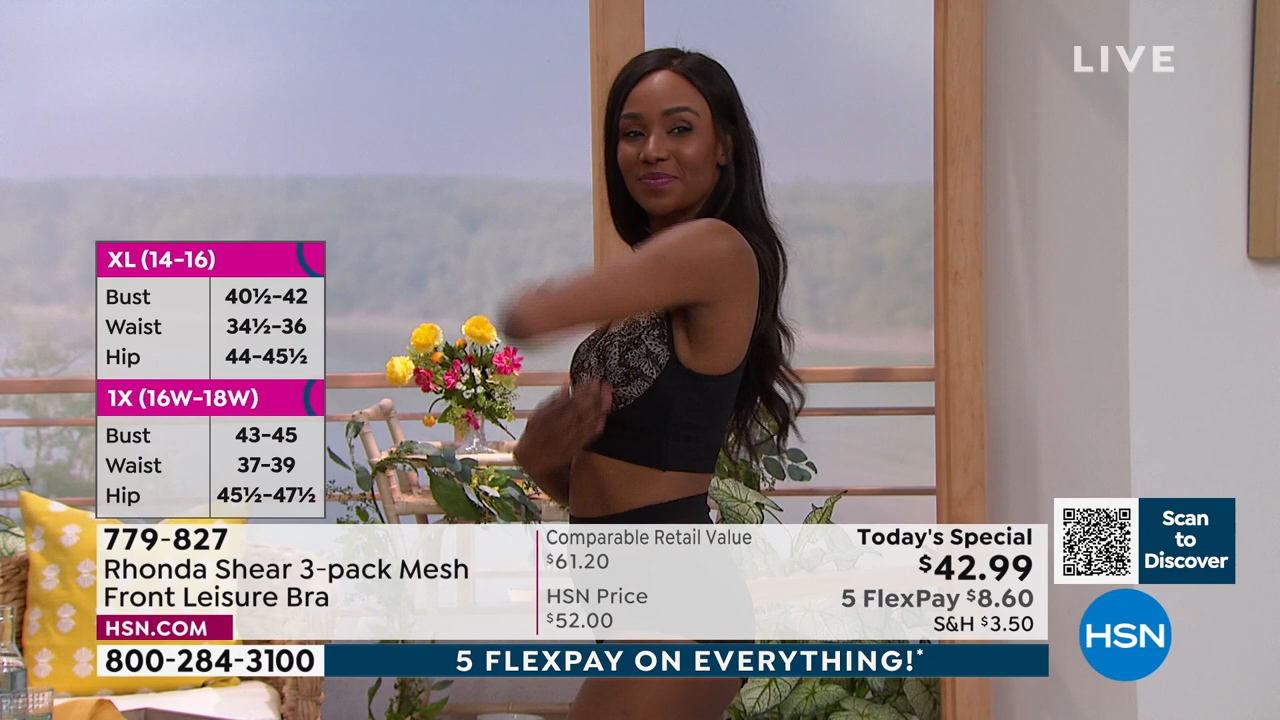 LIVE
XL (14–16)
Bust 40½–42
Waist 34½–36
Hip 44–45½
1X (16W–18W)
Bust 43–45
Waist 37–39
Hip 45½–47½
779-827
Rhonda Shear 3-pack Mesh
Front Leisure Bra
HSN.COM
800-284-3100
Comparable Retail Value
$61.20
HSN Price
$52.00
Today's Special
$42.99
5 FlexPay $8.60
S&H $3.50
5 FLEXPAY ON EVERYTHING!*
Scan
to
Discover
HSN